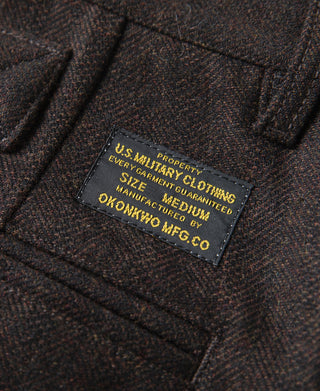 PROPERTY
U.S. MILITARY CLOTHING
EVERY GARMENT GUARANTEED
SIZE MEDIUM
MANUFACTURED BY
OKONKWO MFG.CO